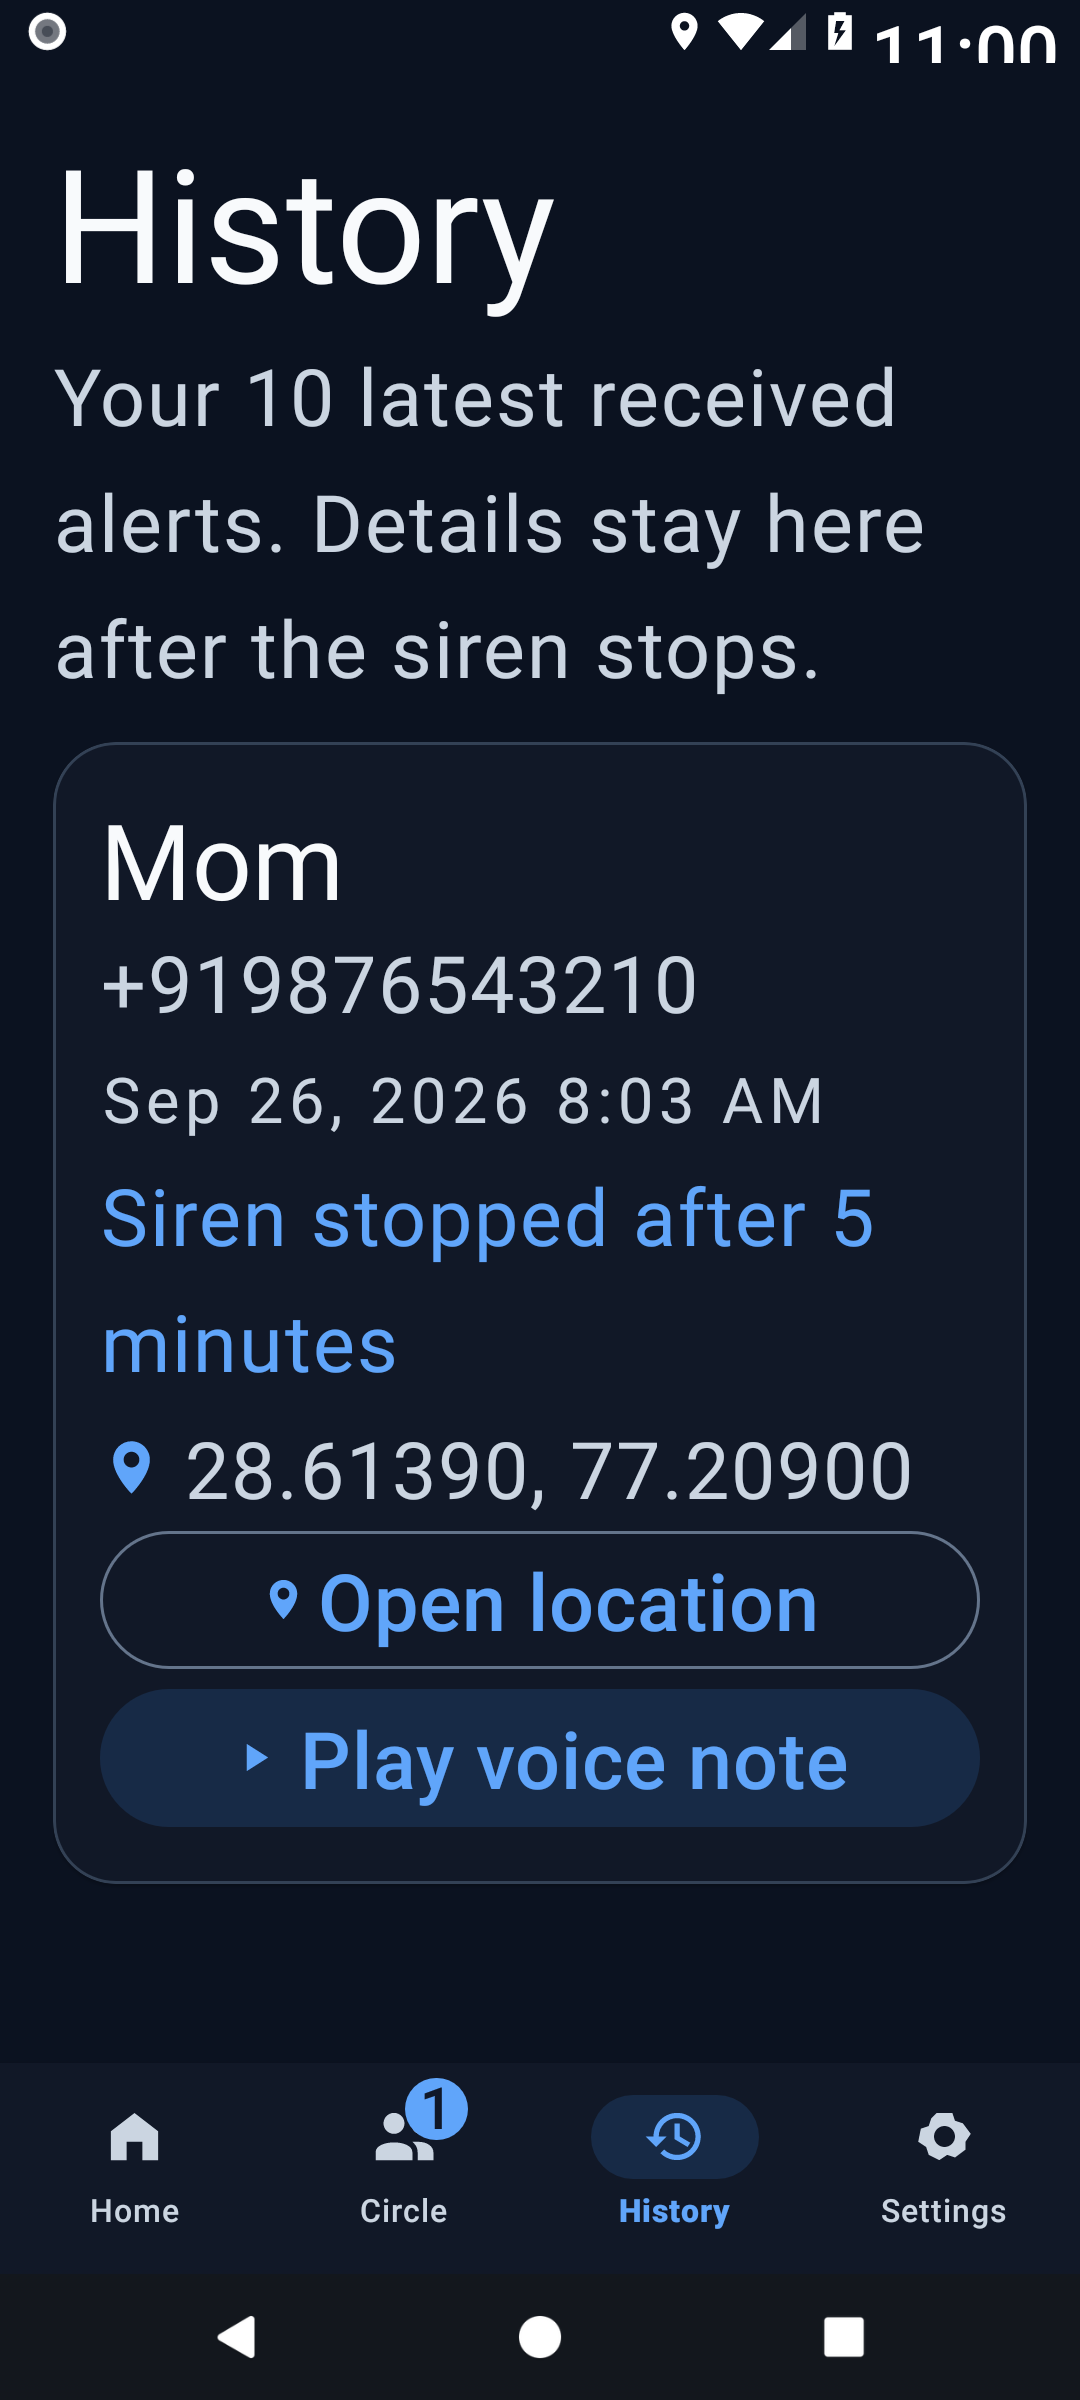 11:00
History
Your 10 latest received
alerts. Details stay here
after the siren stops.
Mom
+919876543210
Sep 26, 2026 8:03 AM
Siren stopped after 5
minutes
28.61390, 77.20900
Open location
Play voice note
1
Home
Circle
History
Settings